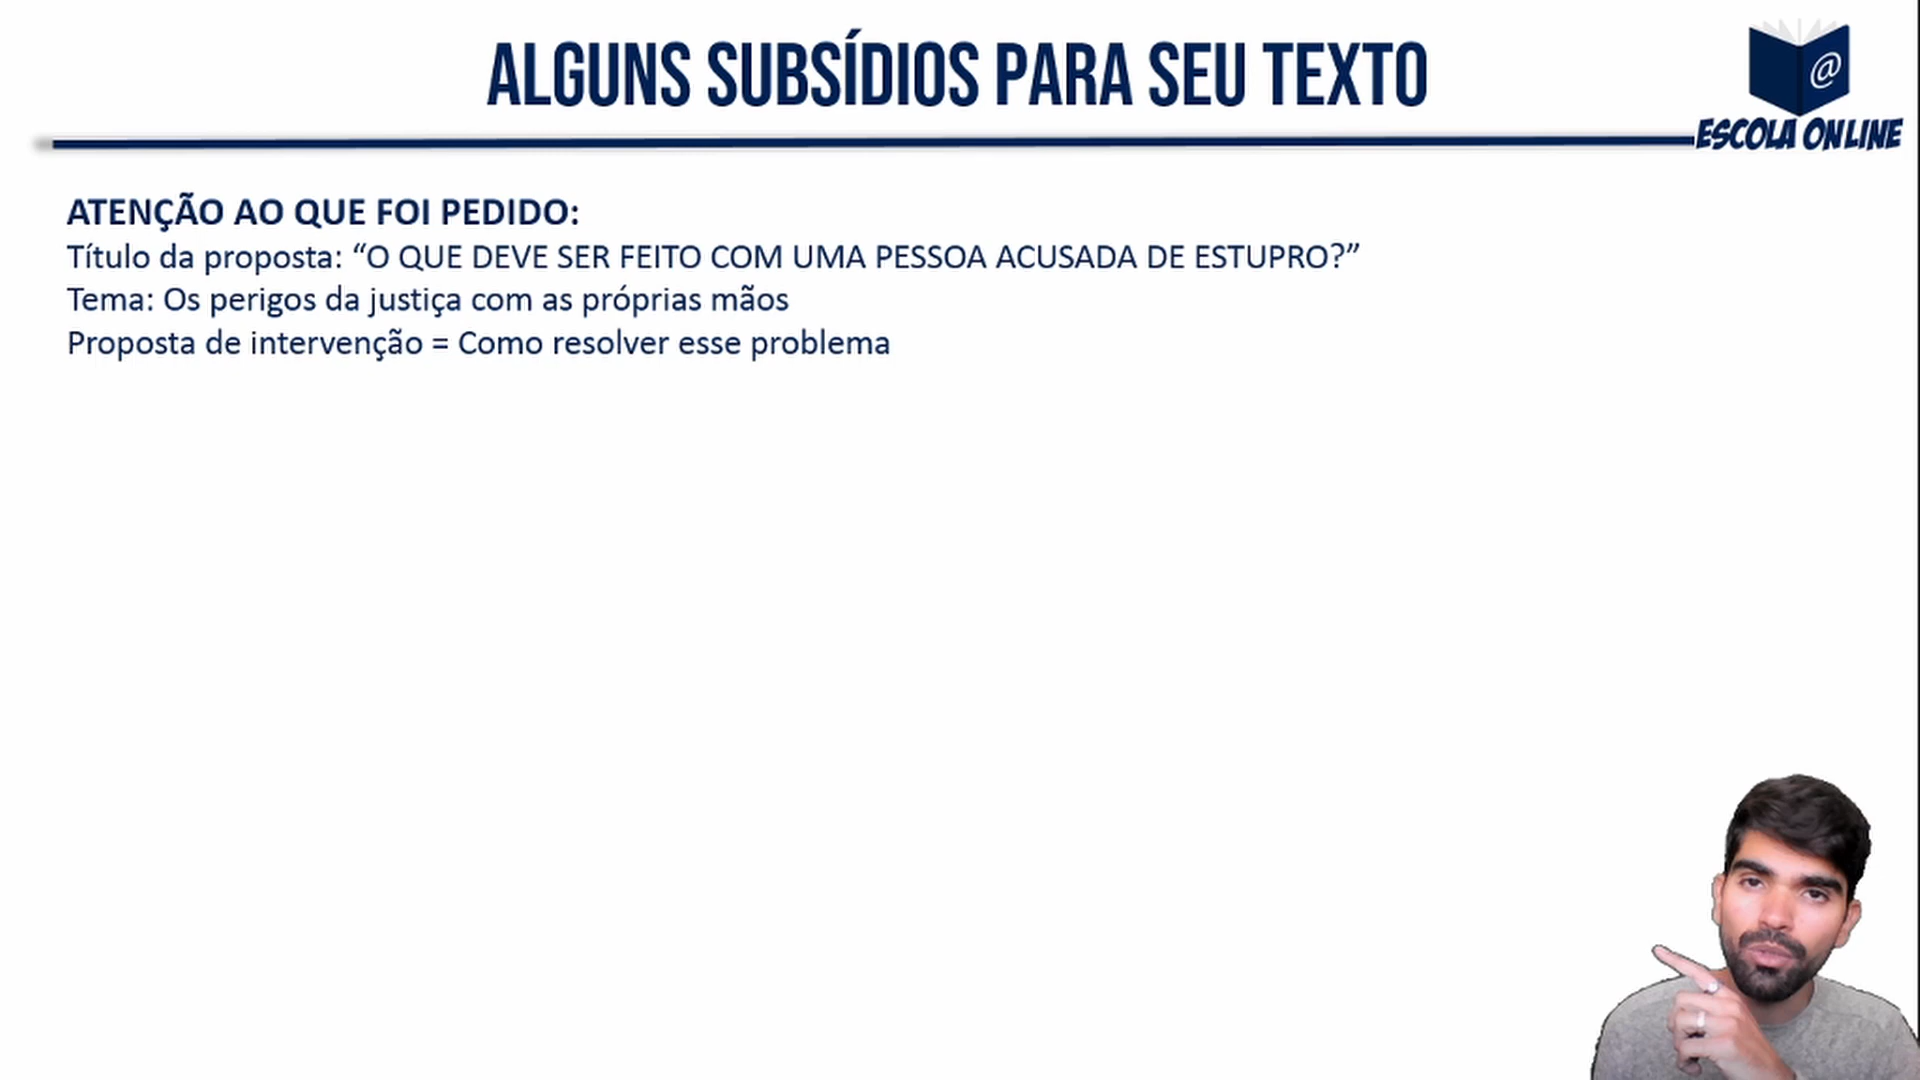 ALGUNS SUBSÍDIOS PARA SEU TEXTO
@
ESCOLA ONLINE
ATENÇÃO AO QUE FOI PEDIDO:
Título da proposta: “O QUE DEVE SER FEITO COM UMA PESSOA ACUSADA DE ESTUPRO?”
Tema: Os perigos da justiça com as próprias mãos
Proposta de intervenção = Como resolver esse problema